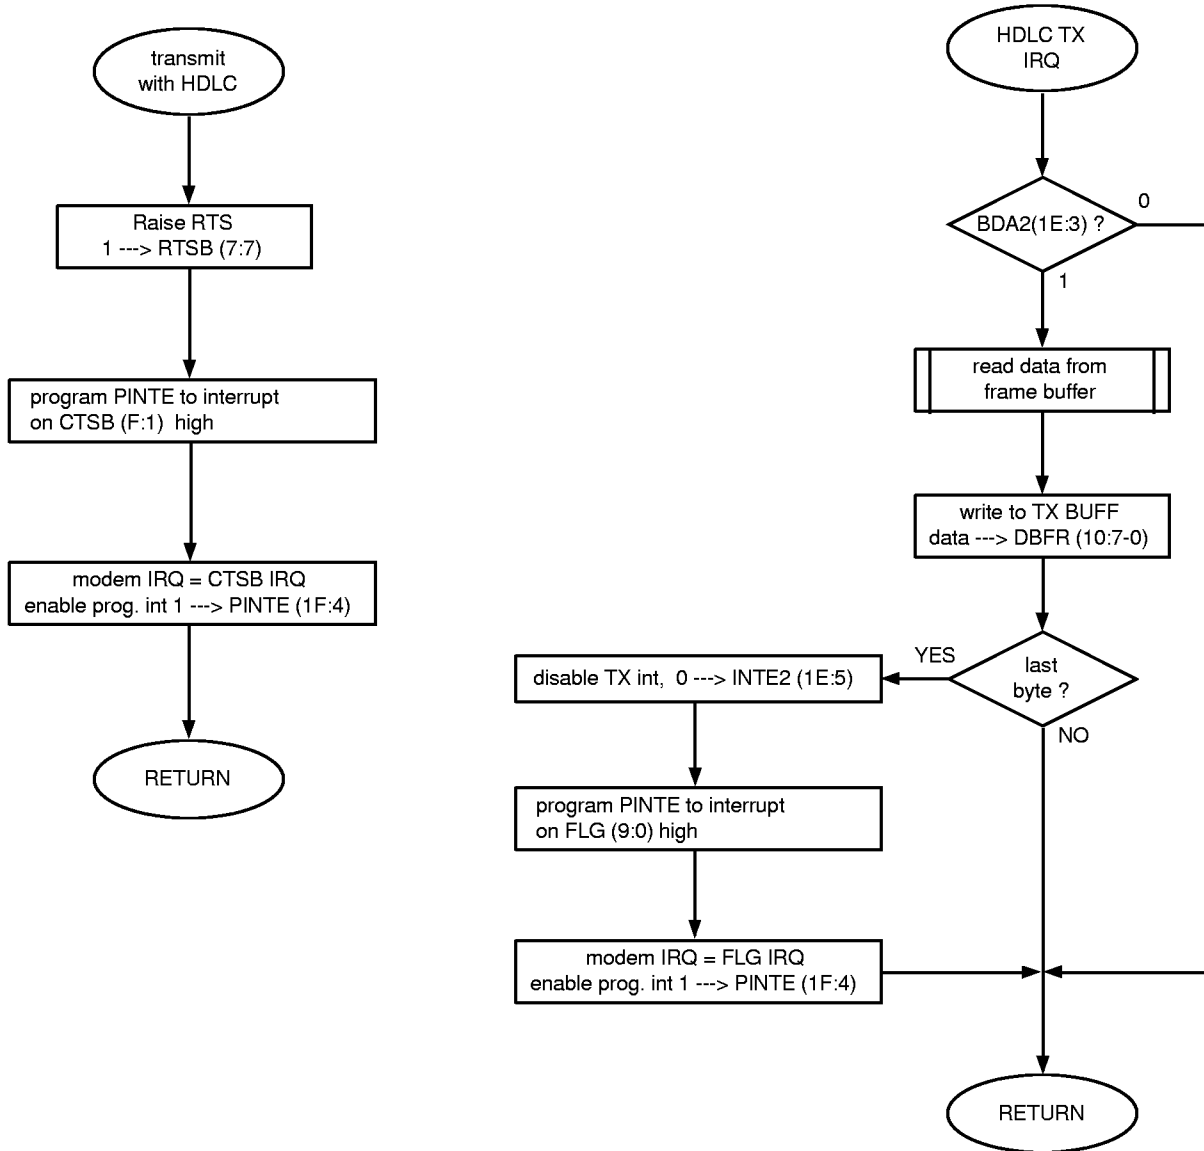 transmit
with HDLC
Raise RTS
1 ---> RTSB (7:7)
program PINTE to interrupt
on CTSB (F:1) high
modem IRQ = CTSB IRQ
enable prog. int 1 ---> PINTE (1F:4)
RETURN
HDLC TX
IRQ
BDA2(1E:3) ?
0
1
read data from
frame buffer
write to TX BUFF
data ---> DBFR (10:7-0)
last
byte ?
YES
NO
disable TX int, 0 ---> INTE2 (1E:5)
program PINTE to interrupt
on FLG (9:0) high
modem IRQ = FLG IRQ
enable prog. int 1 ---> PINTE (1F:4)
RETURN